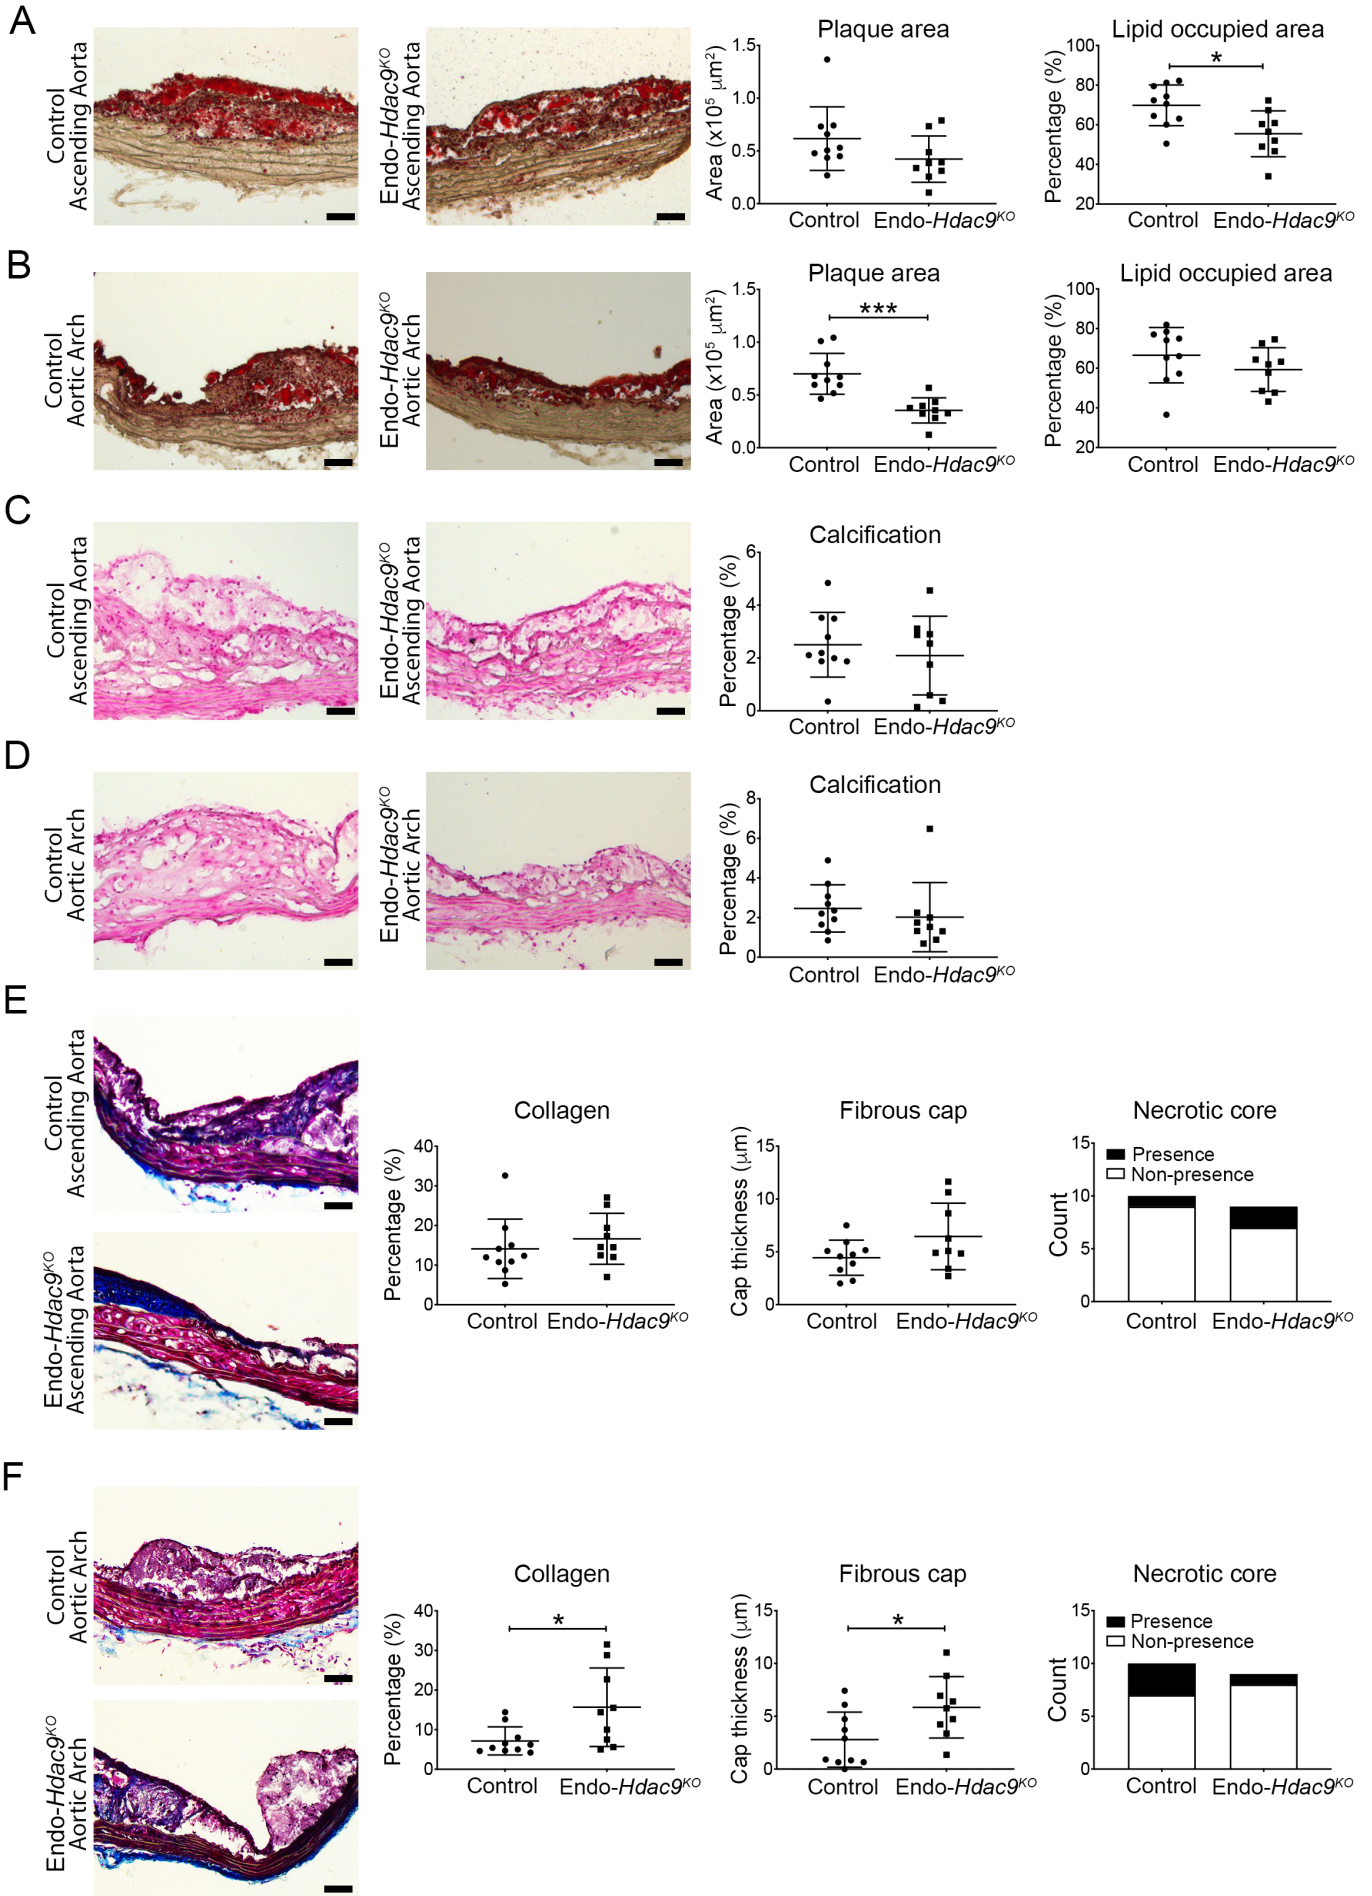 A
Control
Ascending Aorta
Endo-Hdac9KO
Ascending Aorta
Plaque area
Area (x10⁵ µm²)
1.5
1.0
0.5
0.0
Control
Endo-Hdac9KO
Lipid occupied area
Percentage (%)
100
80
60
40
20
*
Control
Endo-Hdac9KO
B
Control
Aortic Arch
Endo-Hdac9KO
Aortic Arch
Plaque area
Area (x10⁵ µm²)
1.5
1.0
0.5
0.0
***
Control
Endo-Hdac9KO
Lipid occupied area
Percentage (%)
100
80
60
40
20
Control
Endo-Hdac9KO
C
Control
Ascending Aorta
Endo-Hdac9KO
Ascending Aorta
Calcification
Percentage (%)
6
4
2
0
Control
Endo-Hdac9KO
D
Control
Aortic Arch
Endo-Hdac9KO
Aortic Arch
Calcification
Percentage (%)
8
6
4
2
0
Control
Endo-Hdac9KO
E
Control
Ascending Aorta
Endo-Hdac9KO
Ascending Aorta
Collagen
Percentage (%)
40
30
20
10
0
Control
Endo-Hdac9KO
Fibrous cap
Cap thickness (µm)
15
10
5
0
Control
Endo-Hdac9KO
Necrotic core
Count
15
10
5
0
Presence
Non-presence
Control
Endo-Hdac9KO
F
Control
Aortic Arch
Endo-Hdac9KO
Aortic Arch
Collagen
Percentage (%)
40
30
20
10
0
*
Control
Endo-Hdac9KO
Fibrous cap
Cap thickness (µm)
15
10
5
0
*
Control
Endo-Hdac9KO
Necrotic core
Count
15
10
5
0
Presence
Non-presence
Control
Endo-Hdac9KO